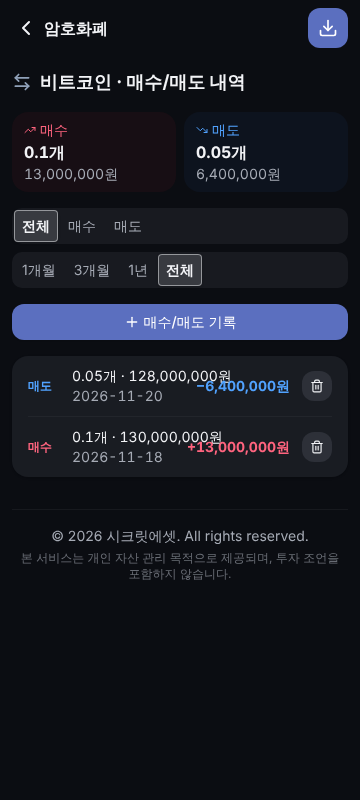 암호화폐
비트코인 · 매수/매도 내역
매수
0.1개
13,000,000원
매도
0.05개
6,400,000원
전체 매수 매도
1개월 3개월 1년 전체
+ 매수/매도 기록
매도
0.05개 · 128,000,000원
2026-11-20
−6,400,000원
매수
0.1개 · 130,000,000원
2026-11-18
+13,000,000원
© 2026 시크릿에셋. All rights reserved.
본 서비스는 개인 자산 관리 목적으로 제공되며, 투자 조언을
포함하지 않습니다.